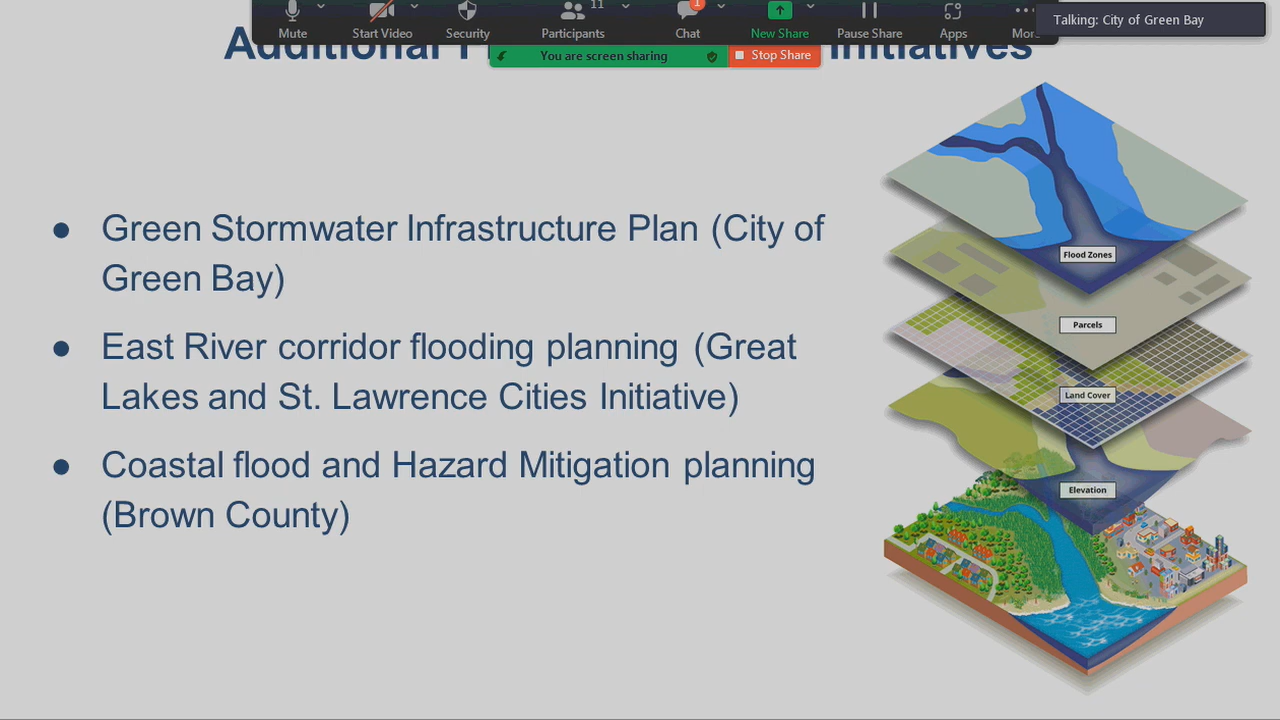 11
1
Mute
Start Video
Security
Participants
Chat
New Share
Pause Share
Apps
More
Talking: City of Green Bay
You are screen sharing
Stop Share
Additional
Initiatives
Flood Zones
Parcels
Land Cover
Elevation
● Green Stormwater Infrastructure Plan (City of
Green Bay)
● East River corridor flooding planning (Great
Lakes and St. Lawrence Cities Initiative)
● Coastal flood and Hazard Mitigation planning
(Brown County)